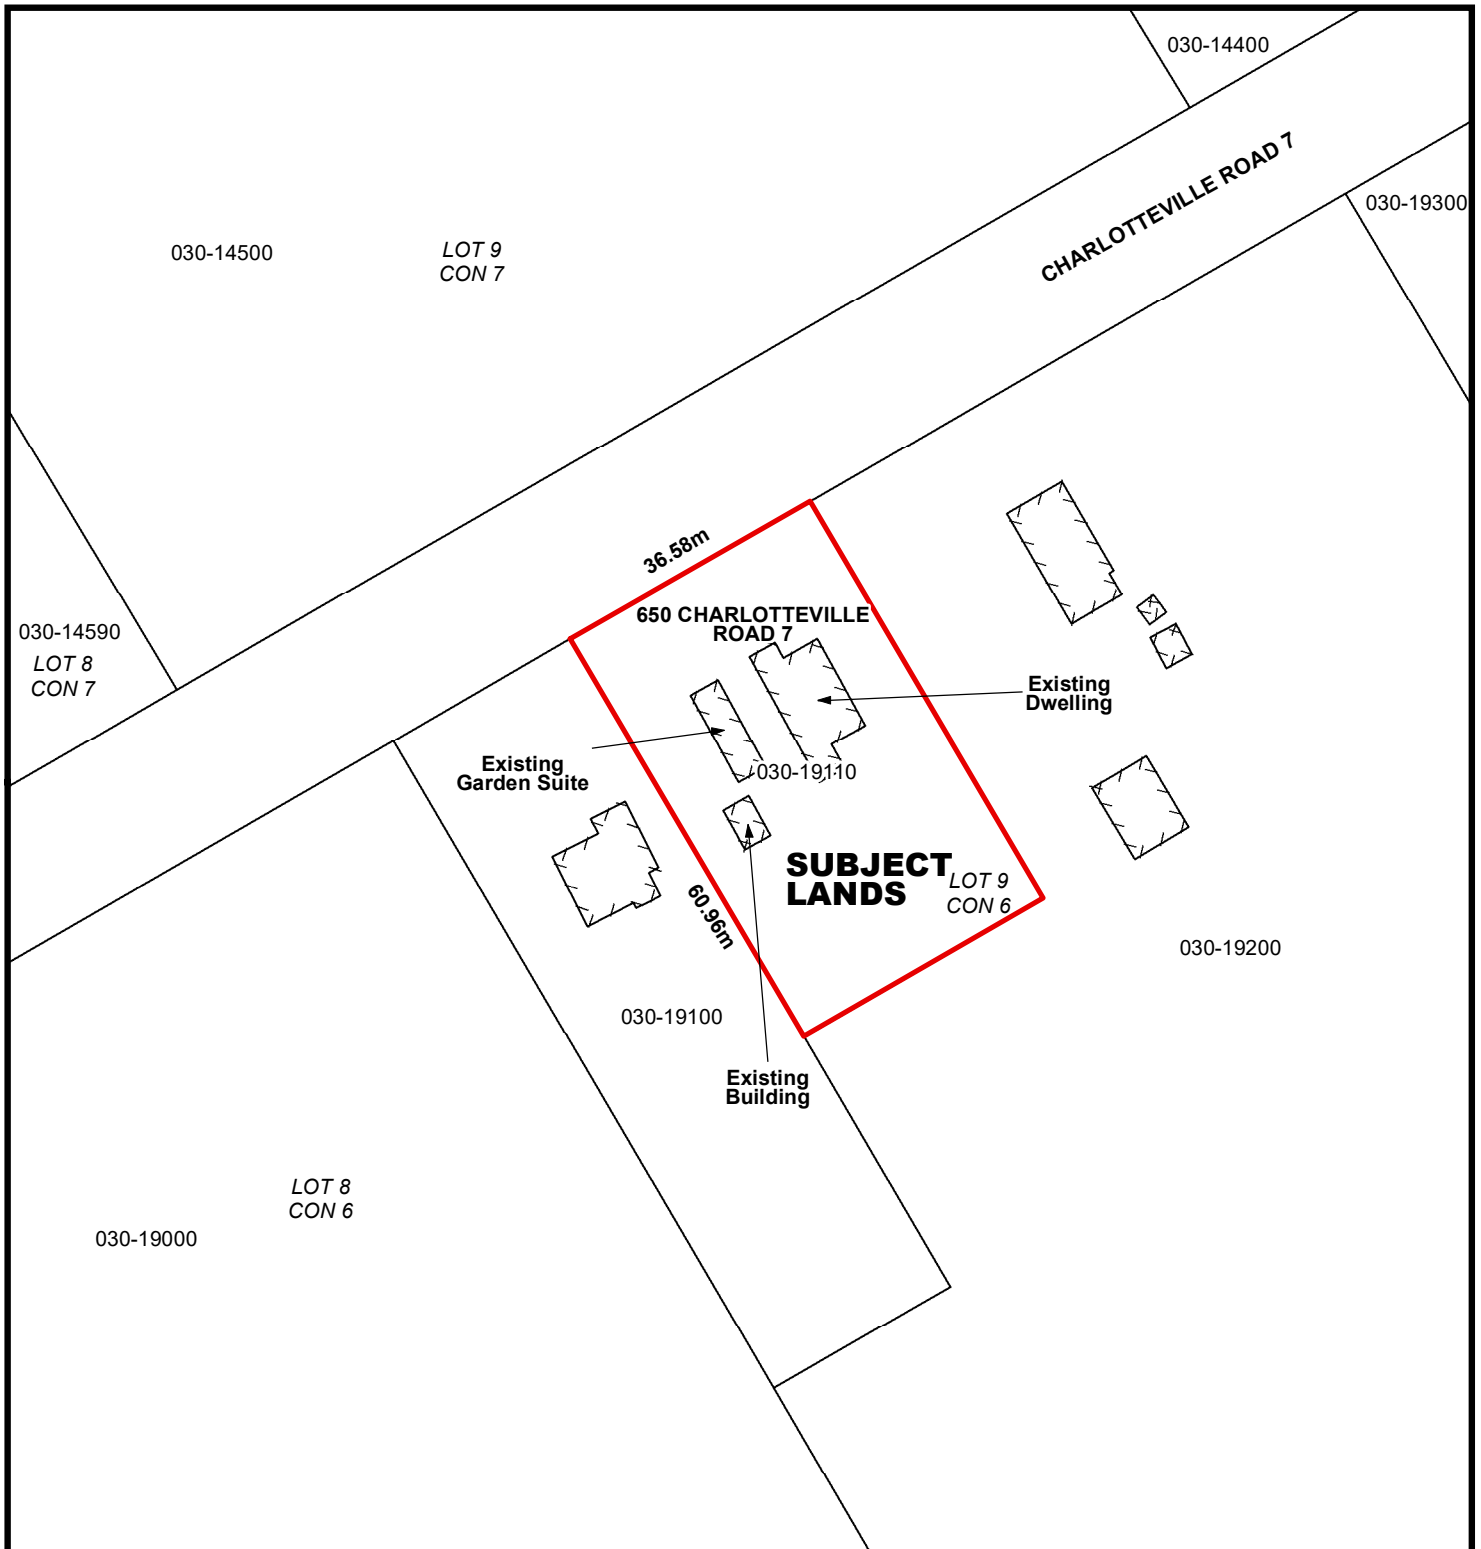 030-14400
CHARLOTTEVILLE ROAD 7
030-19300
030-14500
LOT 9
CON 7
36.58m
650 CHARLOTTEVILLE
ROAD 7
030-14590
LOT 8
CON 7
Existing
Dwelling
Existing
Garden Suite
030-19110
SUBJECT
LANDS
LOT 9
CON 6
60.96m
030-19200
030-19100
Existing
Building
LOT 8
CON 6
030-19000